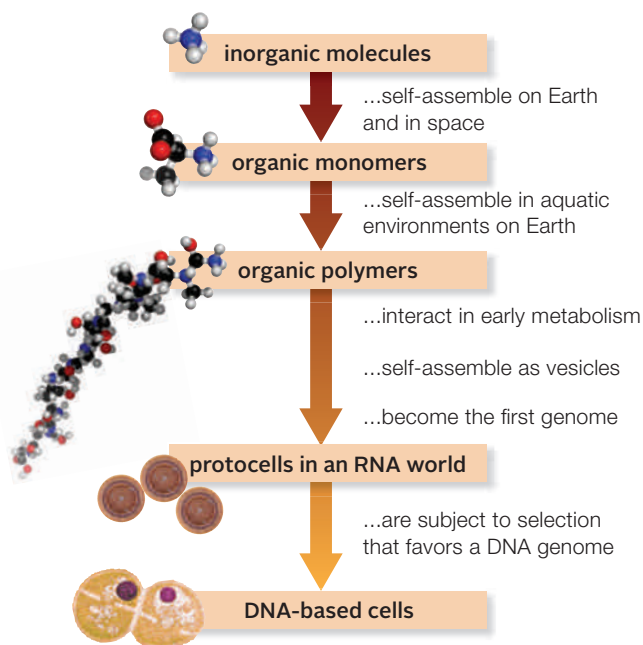 inorganic molecules
...self-assemble on Earth
and in space
organic monomers
...self-assemble in aquatic
environments on Earth
organic polymers
...interact in early metabolism
...self-assemble as vesicles
...become the first genome
protocells in an RNA world
...are subject to selection
that favors a DNA genome
DNA-based cells